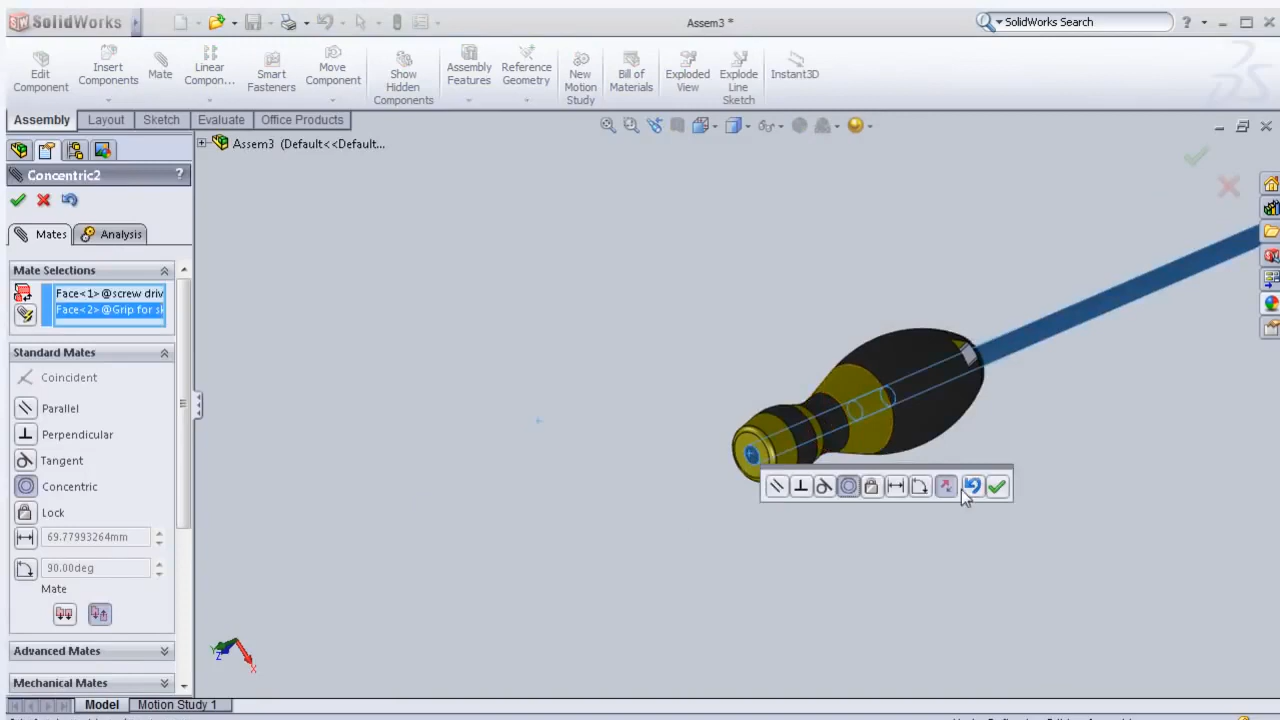 SolidWorks
Assem3 *
SolidWorks Search
?
Edit Component
Insert Components
Mate
Linear Compon...
Smart Fasteners
Move Component
Show Hidden Components
Assembly Features
Reference Geometry
New Motion Study
Bill of Materials
Exploded View
Explode Line Sketch
Instant3D
Assembly Layout Sketch Evaluate Office Products
Assem3 (Default<<Default...
Concentric2 ?
Mates Analysis
Mate Selections
Face<1>@screw driv
Face<2>@Grip for s
Standard Mates
Coincident
Parallel
Perpendicular
Tangent
Concentric
Lock
69.77993264mm
90.00deg
Mate
Advanced Mates
Mechanical Mates
Y
Z
X
Model Motion Study 1